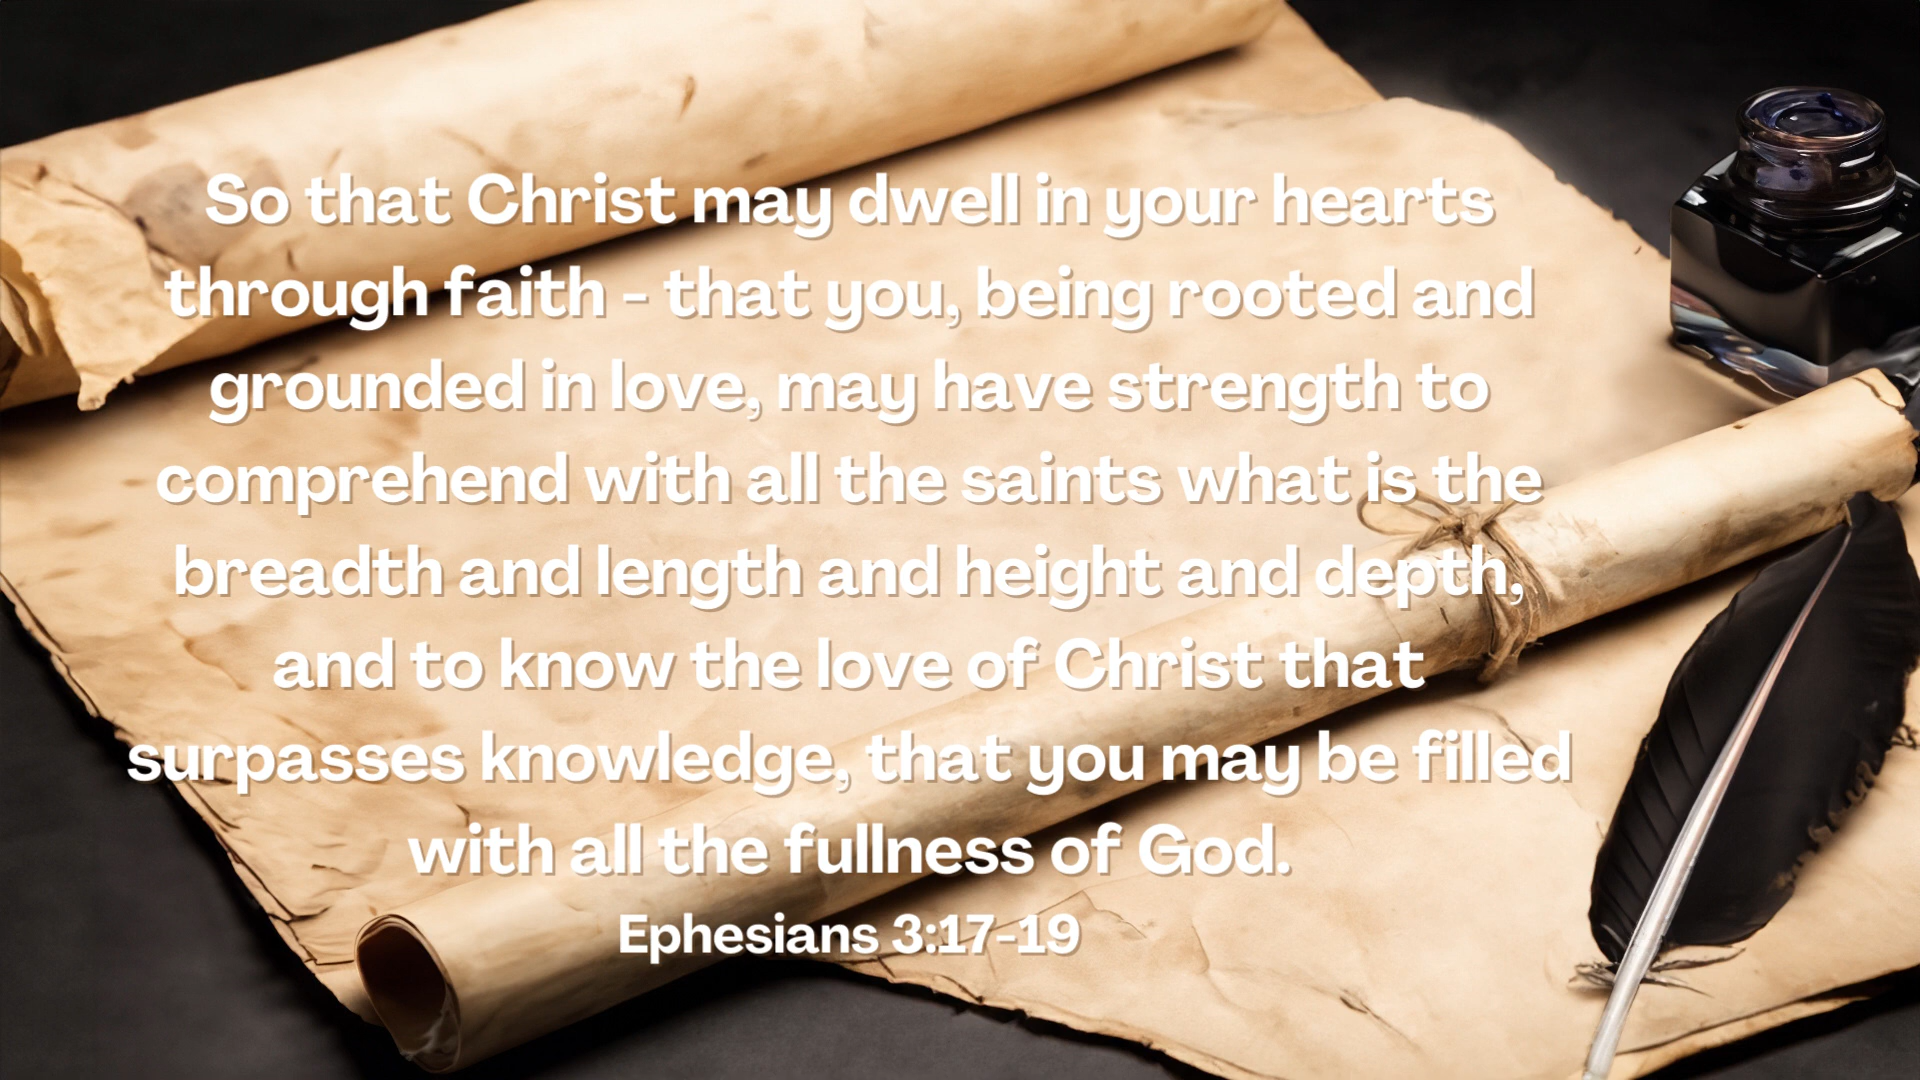 So that Christ may dwell in your hearts
through faith - that you, being rooted and
grounded in love, may have strength to
comprehend with all the saints what is the
breadth and length and height and depth,
and to know the love of Christ that
surpasses knowledge, that you may be filled
with all the fullness of God.
Ephesians 3:17-19